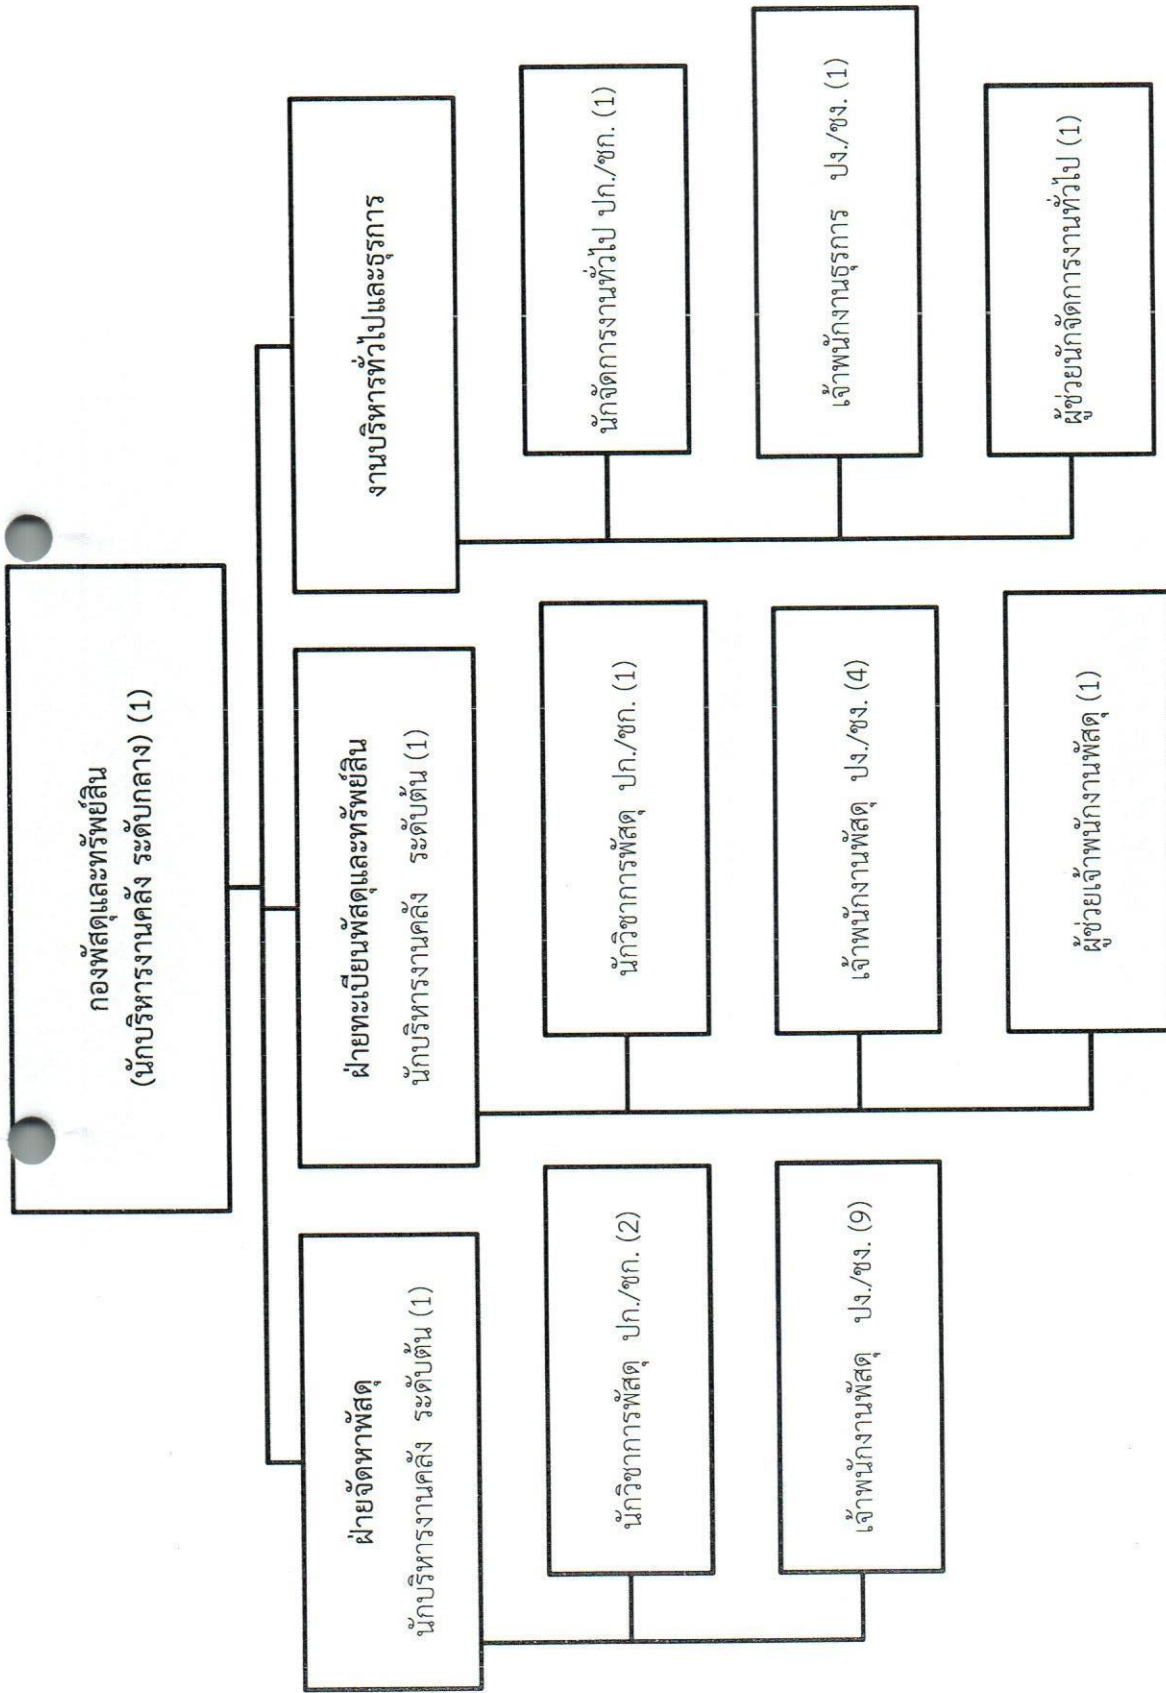 กองพัสดุและทรัพย์สิน
(นักบริหารงานคลัง ระดับกลาง) (1)
ฝ่ายจัดหาพัสดุ
นักบริหารงานคลัง ระดับต้น (1)
นักวิชาการพัสดุ ปก./ชก. (2)
เจ้าพนักงานพัสดุ ปง./ชง. (9)
ฝ่ายทะเบียนพัสดุและทรัพย์สิน
นักบริหารงานคลัง ระดับต้น (1)
นักวิชาการพัสดุ ปก./ชก. (1)
เจ้าพนักงานพัสดุ ปง./ชง. (4)
ผู้ช่วยเจ้าพนักงานพัสดุ (1)
งานบริหารทั่วไปและธุรการ
นักจัดการงานทั่วไป ปก./ชก. (1)
เจ้าพนักงานธุรการ ปง./ชง. (1)
ผู้ช่วยนักจัดการงานทั่วไป (1)